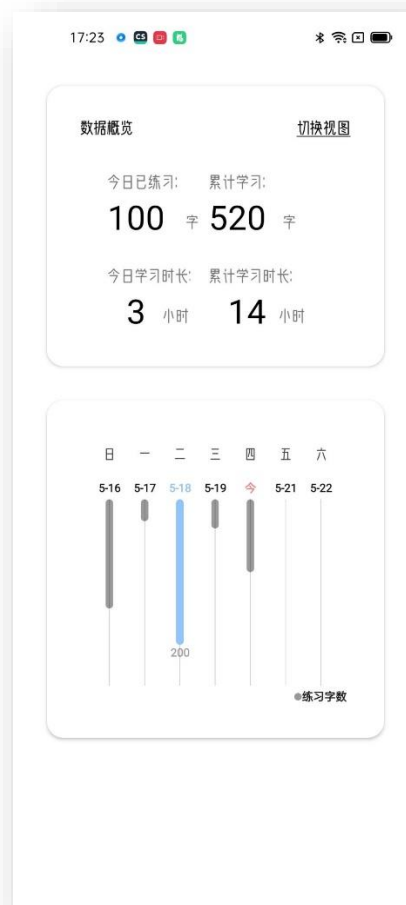 17:23
数据概览 切换视图
今日已练习: 累计学习:
100 字 520 字
今日学习时长: 累计学习时长:
3 小时 14 小时
日 一 二 三 四 五 六
5-16 5-17 5-18 5-19 今 5-21 5-22
200
练习字数